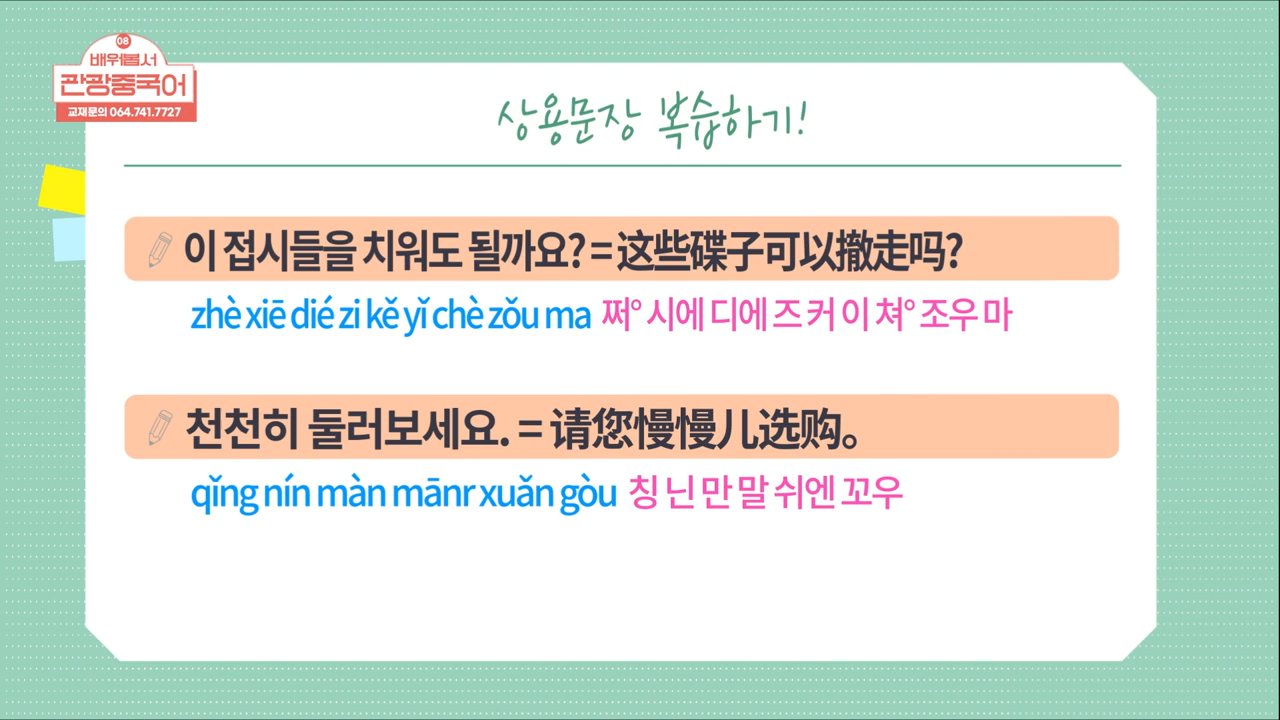 08
배워봅서
관광중국어
교재문의 064.741.7727
상용문장 복습하기!
이 접시들을 치워도 될까요? = 这些碟子可以撤走吗?
zhè xiē dié zi kě yǐ chè zǒu ma 쩌° 시에 디에 즈 커 이 쳐° 조우 마
천천히 둘러보세요. = 请您慢慢儿选购。
qǐng nín màn mānr xuǎn gòu 칭 닌 만 말 쉬엔 꼬우